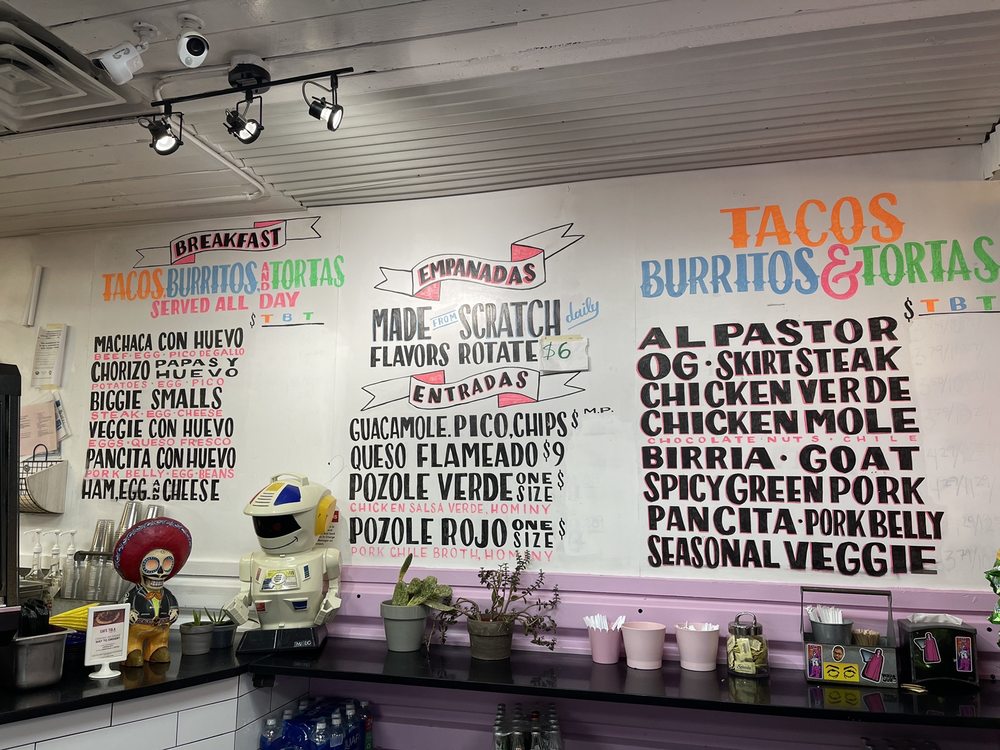 BREAKFAST
TACOS, BURRITOS, AND TORTAS
SERVED ALL DAY
$ T B T
MACHACA CON HUEVO
BEEF·EGG·PICO DE GALLO
CHORIZO PAPAS Y HUEVO
POTATOES·EGG·PICO
BIGGIE SMALLS
STEAK·EGG·CHEESE
VEGGIE CON HUEVO
EGGS·QUESO FRESCO
PANCITA CON HUEVO
PORK BELLY·EGG·BEANS
HAM, EGG, AND CHEESE
EMPANADAS
MADE FROM SCRATCH daily
FLAVORS ROTATE $6
ENTRADAS
GUACAMOLE, PICO, CHIPS $ M.P.
QUESO FLAMEADO $9
POZOLE VERDE ONE SIZE $
CHICKEN SALSA VERDE, HOMINY
POZOLE ROJO ONE SIZE $
PORK CHILE BROTH, HOMINY
TACOS
BURRITOS & TORTAS
$ T B T
AL PASTOR
OG·SKIRT STEAK
CHICKEN VERDE
CHICKEN MOLE
CHOCOLATE·NUTS·CHILE
BIRRIA·GOAT
SPICY GREEN PORK
PANCITA·PORK BELLY
SEASONAL VEGGIE